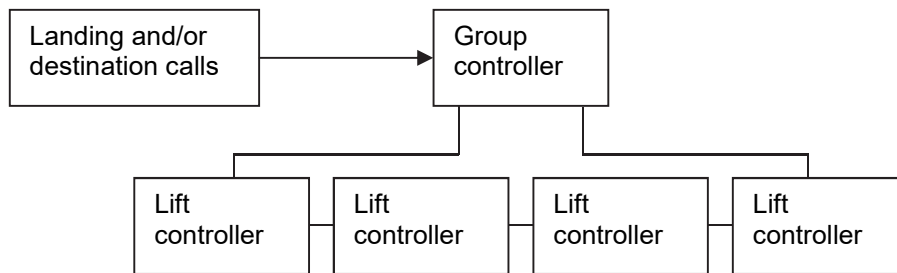 Landing and/or
destination calls
Group
controller
Lift
controller
Lift
controller
Lift
controller
Lift
controller